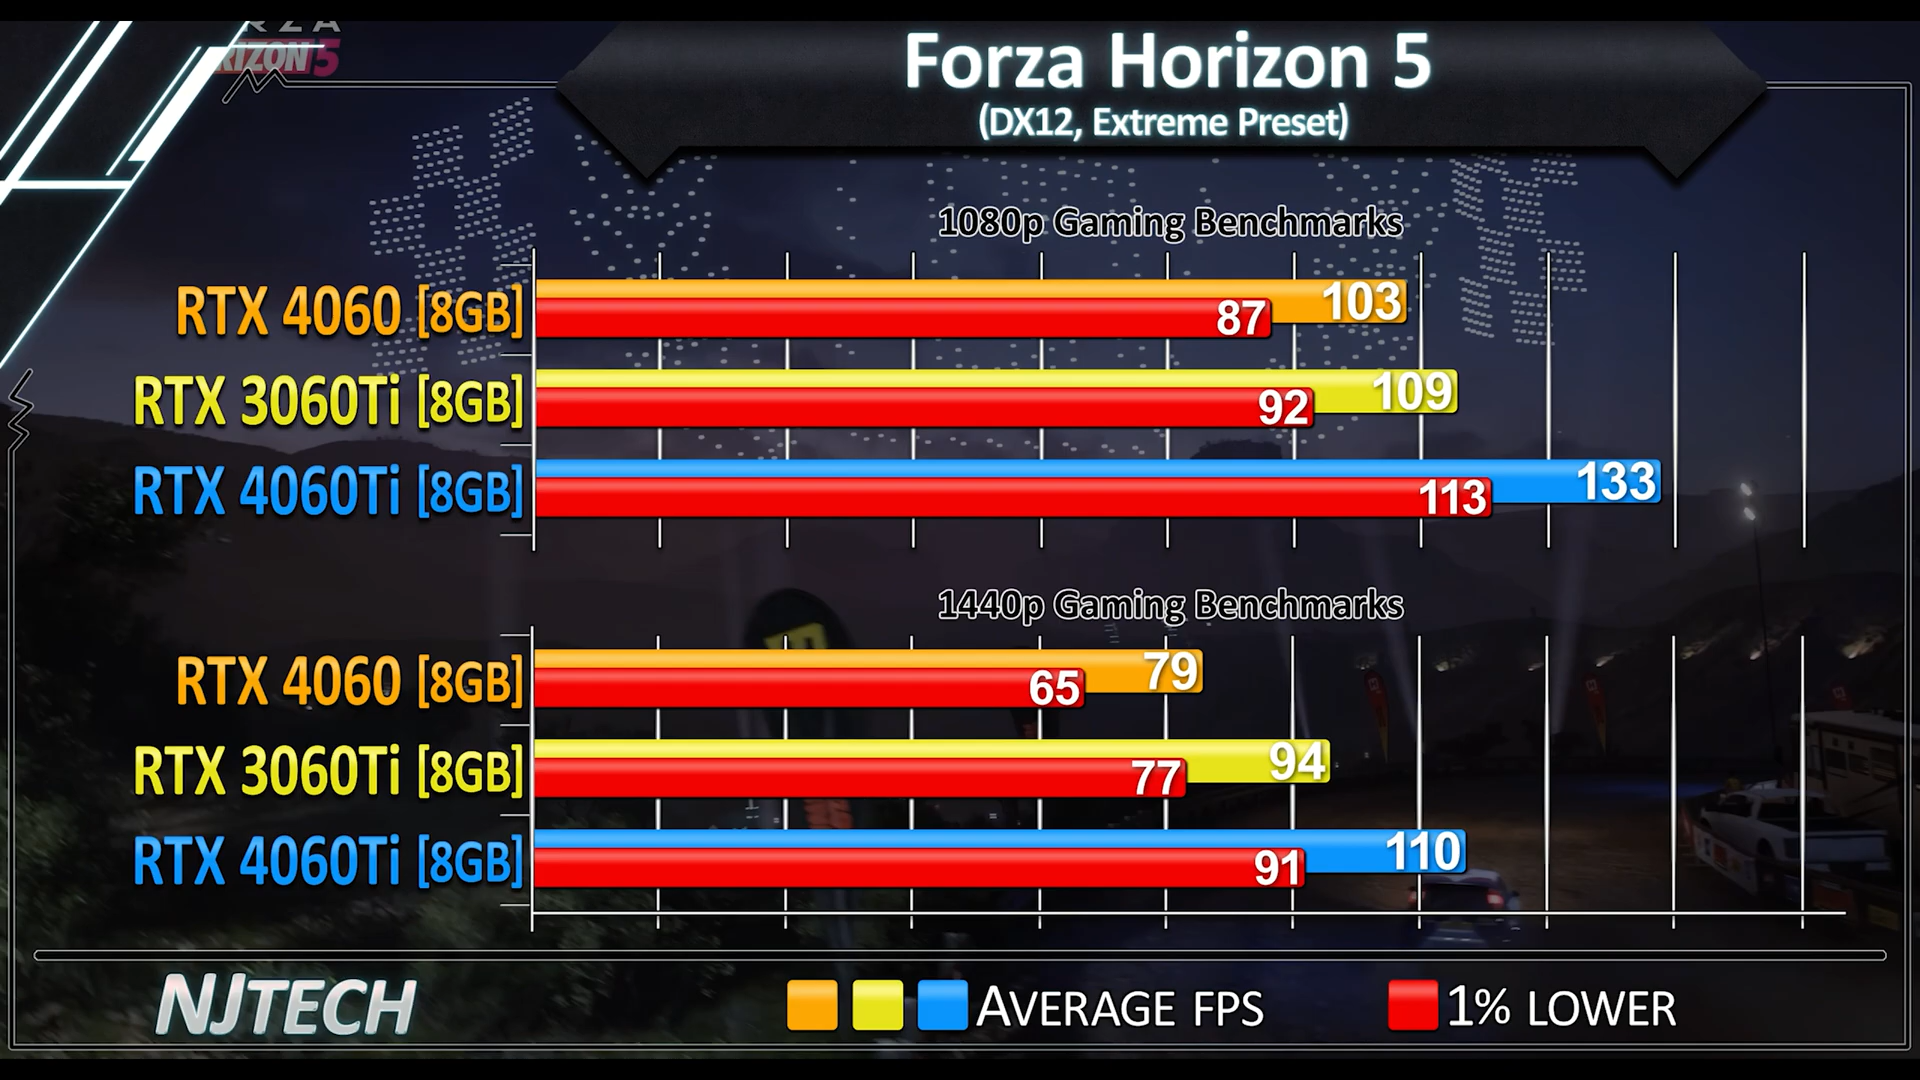 RIZON 5
Forza Horizon 5
(DX12, Extreme Preset)
1080p Gaming Benchmarks
RTX 4060 [8GB]
87
103
RTX 3060Ti [8GB]
92
109
RTX 4060Ti [8GB]
113
133
1440p Gaming Benchmarks
RTX 4060 [8GB]
65
79
RTX 3060Ti [8GB]
77
94
RTX 4060Ti [8GB]
91
110
NJTECH
AVERAGE FPS
1% LOWER